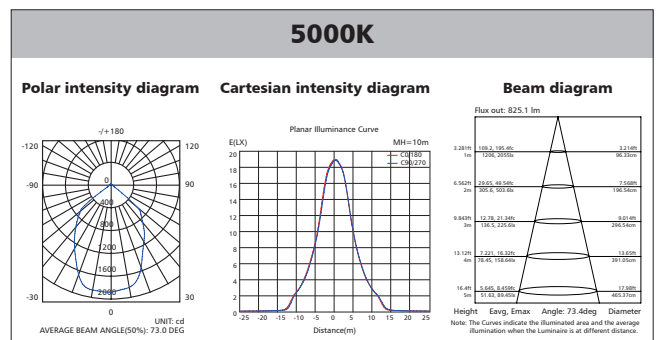 5000K
Polar intensity diagram
-/+180
-120
120
-90
90
0
400
800
1200
1600
2000
-30
30
0
UNIT: cd
AVERAGE BEAM ANGLE(50%): 73.0 DEG
Cartesian intensity diagram
Planar Illuminance Curve
E(LX)
MH=10m
C0/180
C90/270
20
18
16
14
12
10
8
6
4
2
0
-25 -20 -15 -10 -5 0 5 10 15 20 25
Distance(m)
Beam diagram
Flux out: 825.1 lm
3.281ft 109.2, 195.4fc 3.214ft
1m 1206, 2055lx 96.33cm
6.562ft 29.65, 49.54fc 7.568ft
2m 305.6, 503.6lx 196.54cm
9.843ft 12.78, 21.34fc 9.014ft
3m 136.5, 225.6lx 296.54cm
13.12ft 7.221, 16.32fc 13.65ft
4m 78.45, 158.64lx 391.05cm
16.4ft 5.645, 8.459fc 17.98ft
5m 51.63, 89.45lx 465.37cm
Height Eavg, Emax Angle: 73.4deg Diameter
Note: The Curves indicate the illuminated area and the average
illumination when the Luminaire is at different distance.